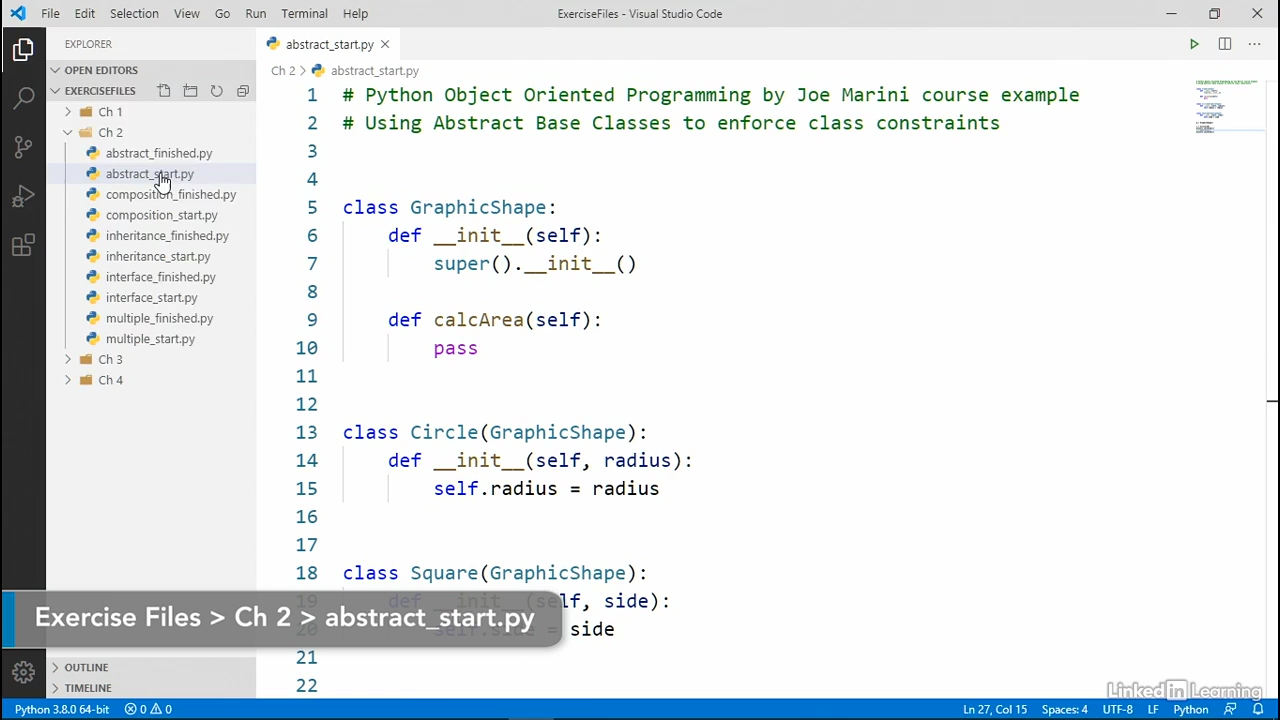 File Edit Selection View Go Run Terminal Help
ExerciseFiles - Visual Studio Code
EXPLORER
OPEN EDITORS
EXERCISEFILES
Ch 1
Ch 2
abstract_finished.py
abstract_start.py
composition_finished.py
composition_start.py
inheritance_finished.py
inheritance_start.py
interface_finished.py
interface_start.py
multiple_finished.py
multiple_start.py
Ch 3
Ch 4
OUTLINE
TIMELINE
abstract_start.py
Ch 2 > abstract_start.py
1 # Python Object Oriented Programming by Joe Marini course example
2 # Using Abstract Base Classes to enforce class constraints
3
4
5 class GraphicShape:
6     def __init__(self):
7         super().__init__()
8
9     def calcArea(self):
10         pass
11
12
13 class Circle(GraphicShape):
14     def __init__(self, radius):
15         self.radius = radius
16
17
18 class Square(GraphicShape):
19     def __init__(self, side):
20         self.side = side
21
22
Exercise Files > Ch 2 > abstract_start.py
LinkedIn Learning
Python 3.8.0 64-bit 0 0 Ln 27, Col 15 Spaces: 4 UTF-8 LF Python